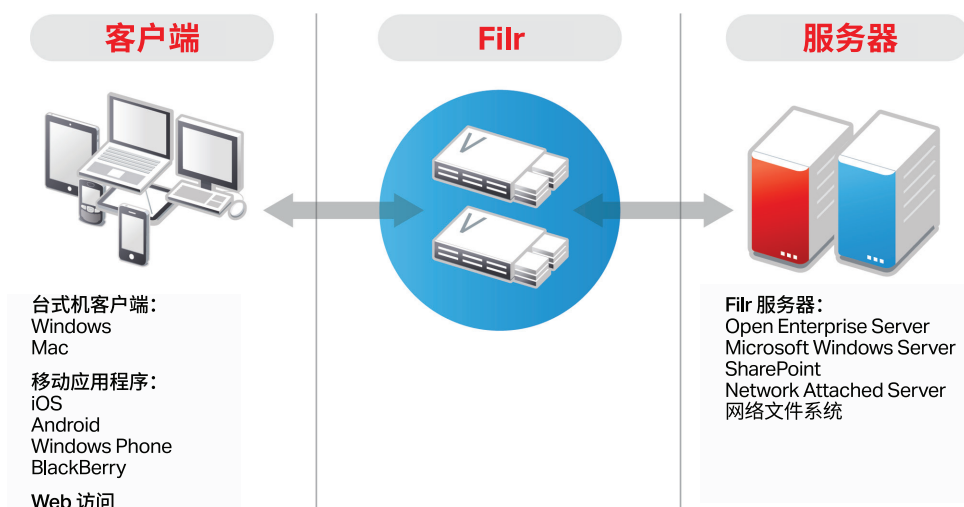 客户端
Filr
服务器
V
V
台式机客户端：
Windows
Mac
移动应用程序：
iOS
Android
Windows Phone
BlackBerry
Web 访问
Filr 服务器：
Open Enterprise Server
Microsoft Windows Server
SharePoint
Network Attached Server
网络文件系统